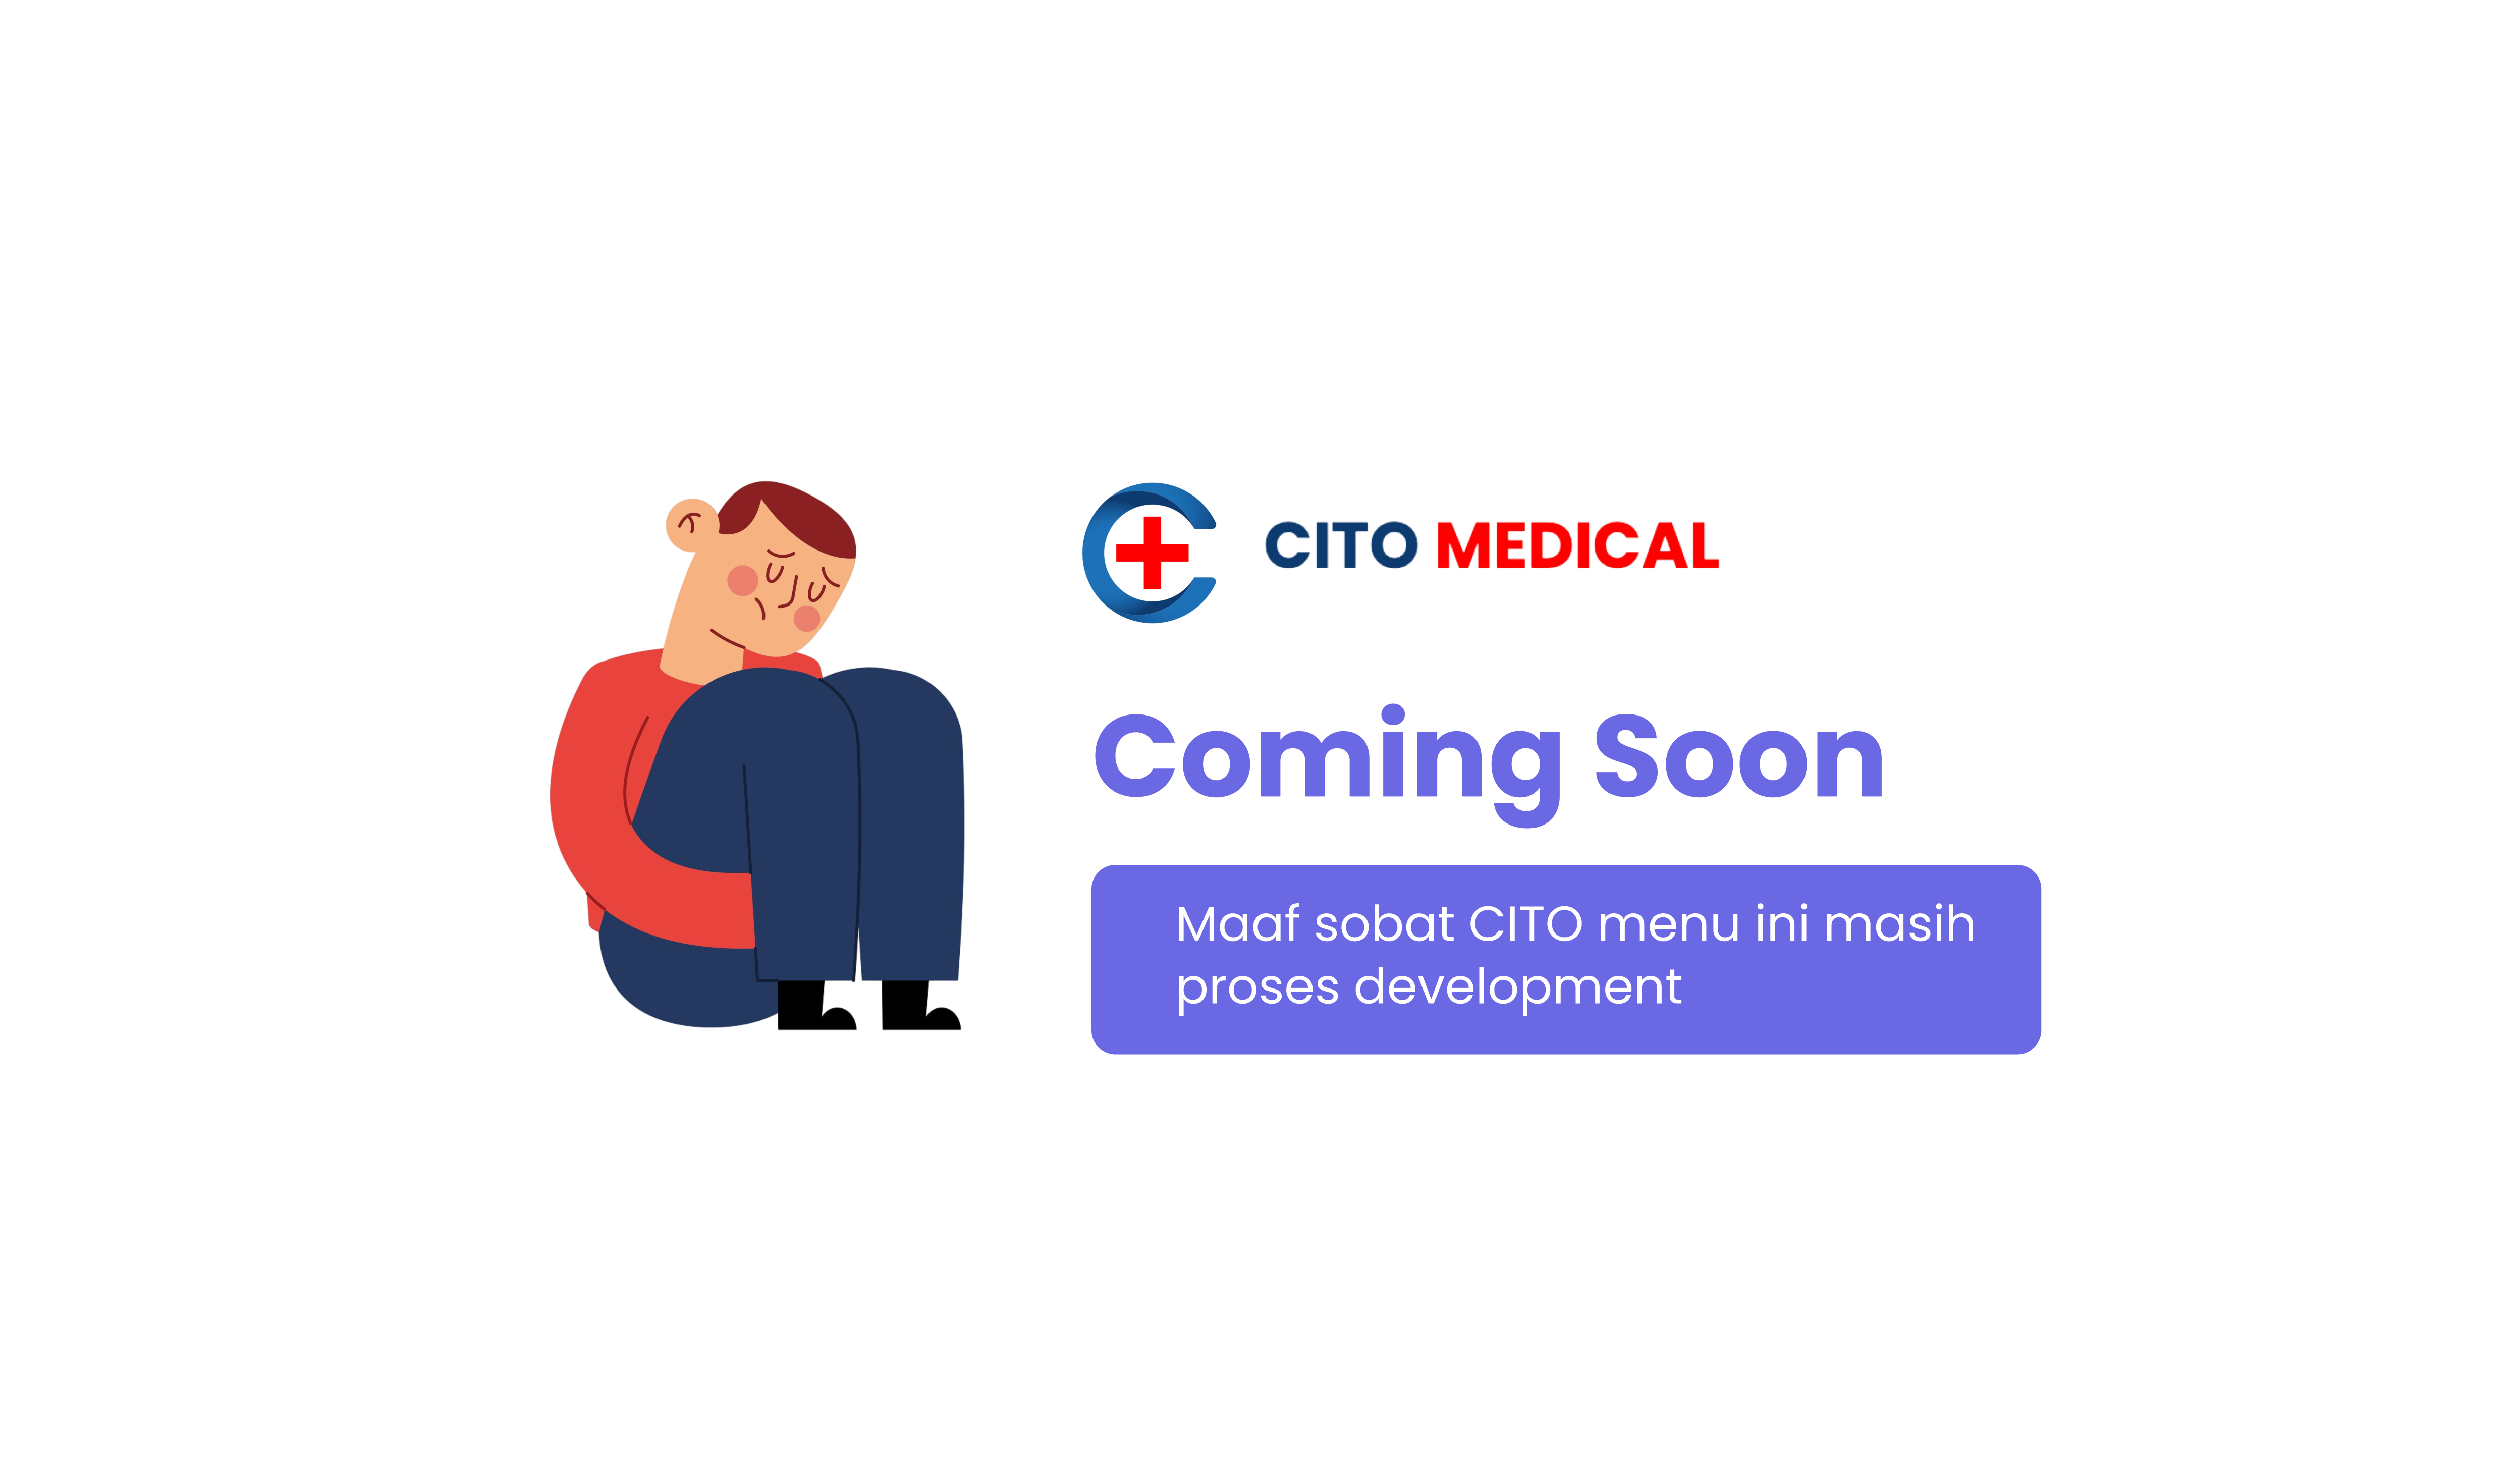 CITO MEDICAL
Coming Soon
Maaf sobat CITO menu ini masih
proses development